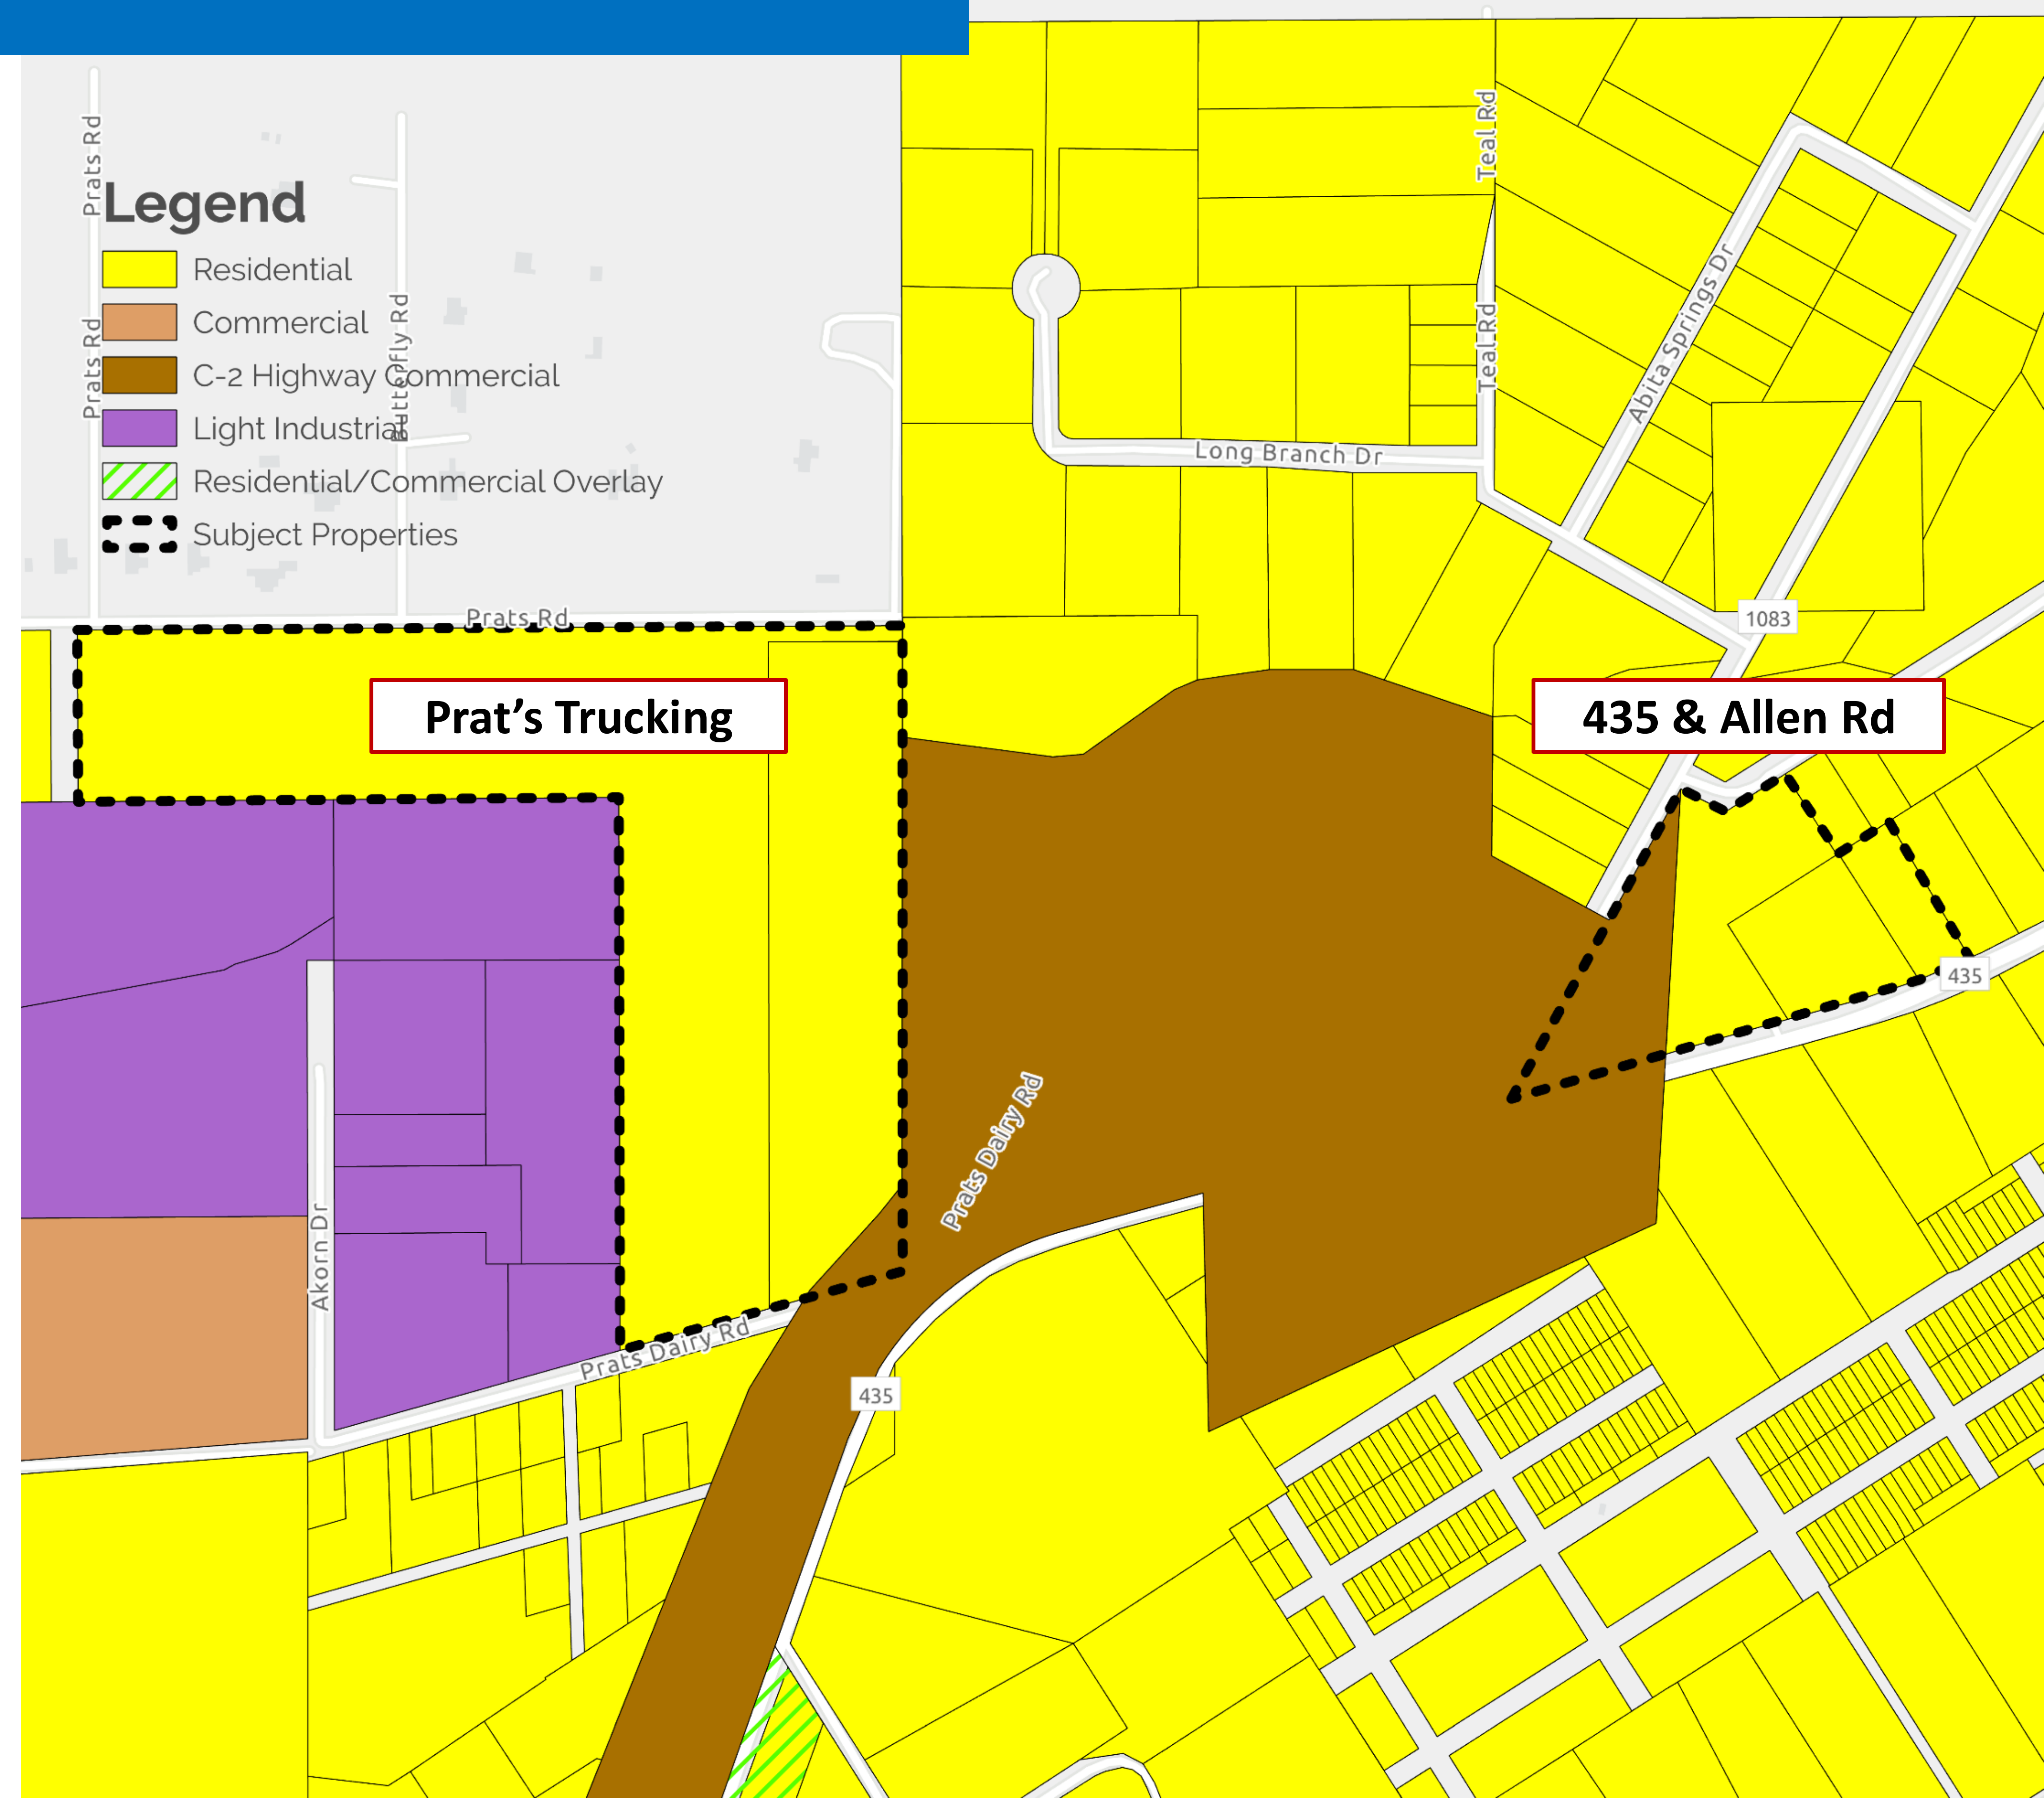 Prats Rd
Teal Rd
Legend
Residential
Commercial
C-2 Highway Commercial
Light Industrial
Residential/Commercial Overlay
Subject Properties
Prats Rd
Butterfly Rd
Teal Rd
Abita Springs Dr
Long Branch Dr
Prats Rd
1083
Prat’s Trucking
435 & Allen Rd
435
Prats Dairy Rd
Akorn Dr
Prats Dairy Rd
435